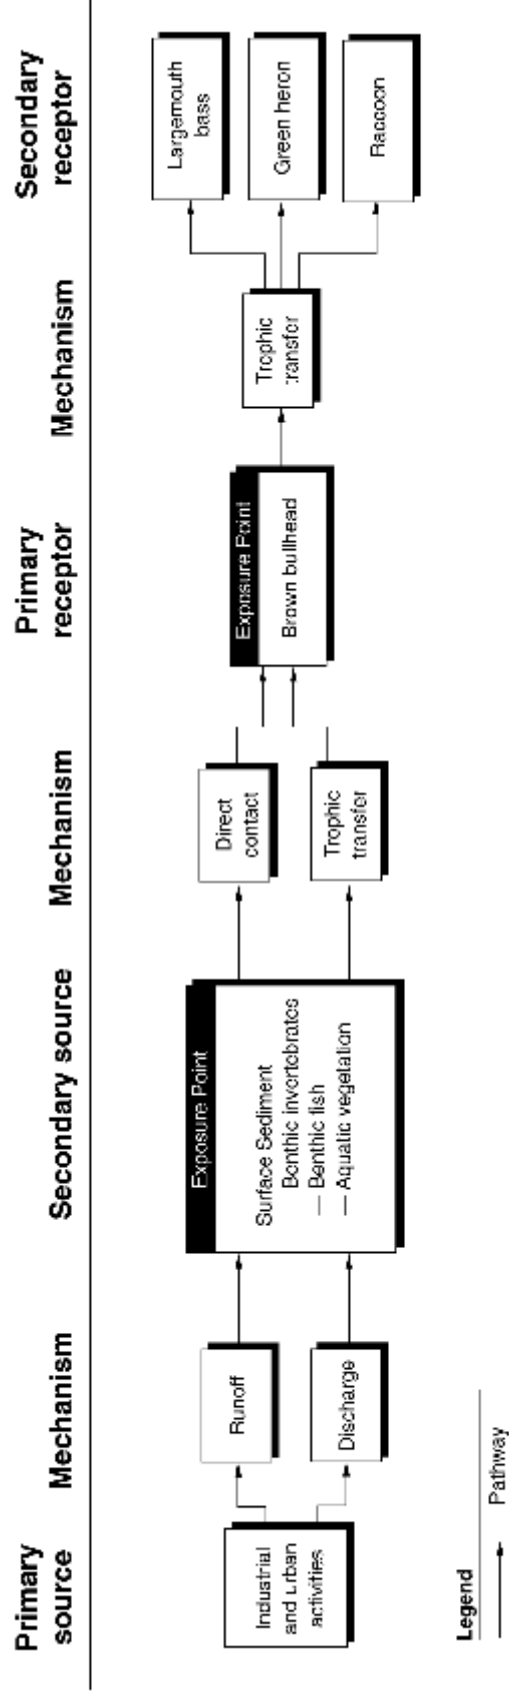 Primary
source
Mechanism
Secondary source
Mechanism
Primary
receptor
Mechanism
Secondary
receptor
Industrial
and urban
activities
Runoff
Discharge
Exposure Point
Surface Sediment
Benthic invertebrates
— Benthic fish
— Aquatic vegetation
Direct
contact
Trophic
transfer
Exposure Point
Brown bullhead
Trophic
transfer
Largemouth
bass
Green heron
Raccoon
Legend
Pathway